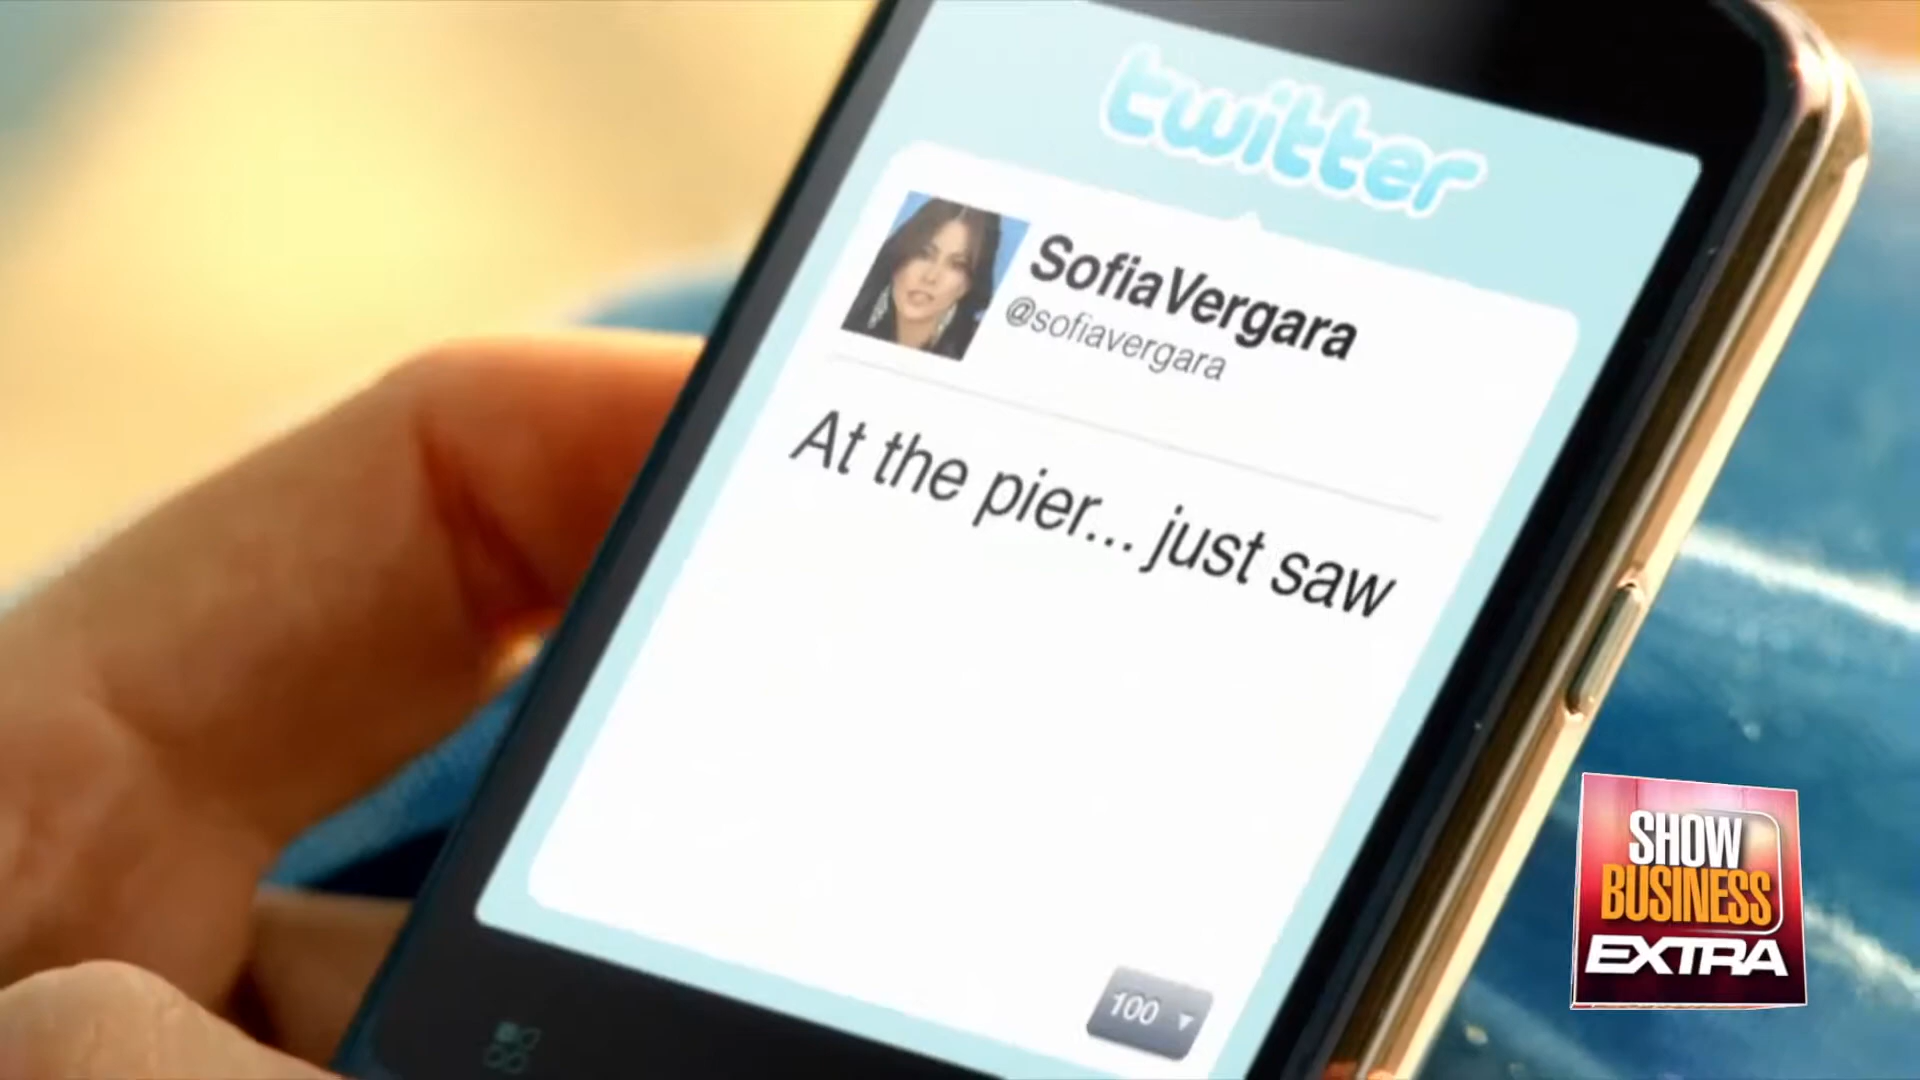 twitter
SofiaVergara
@sofiavergara
At the pier... just saw
100
SHOW
BUSINESS
EXTRA